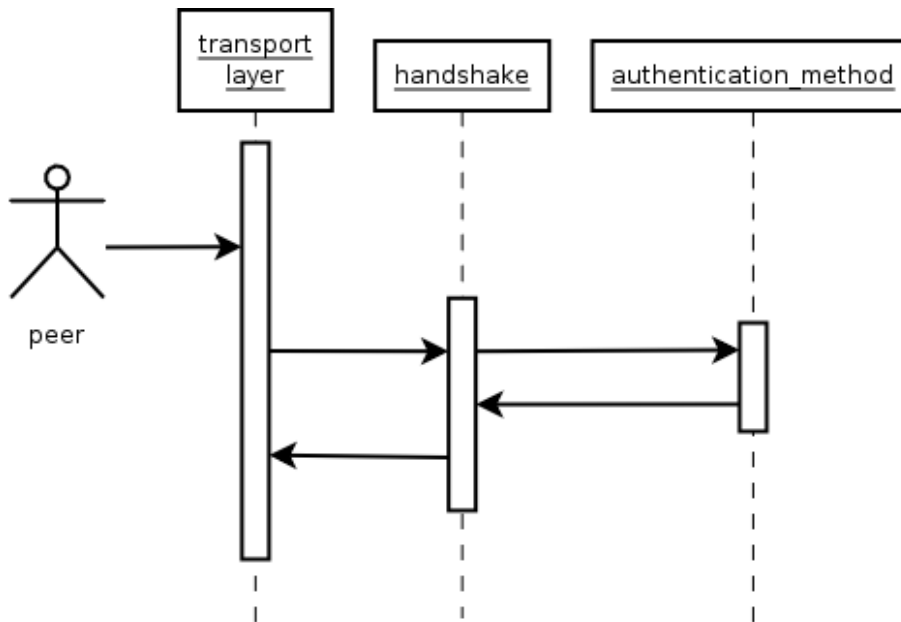 transport
layer
handshake
authentication_method
peer